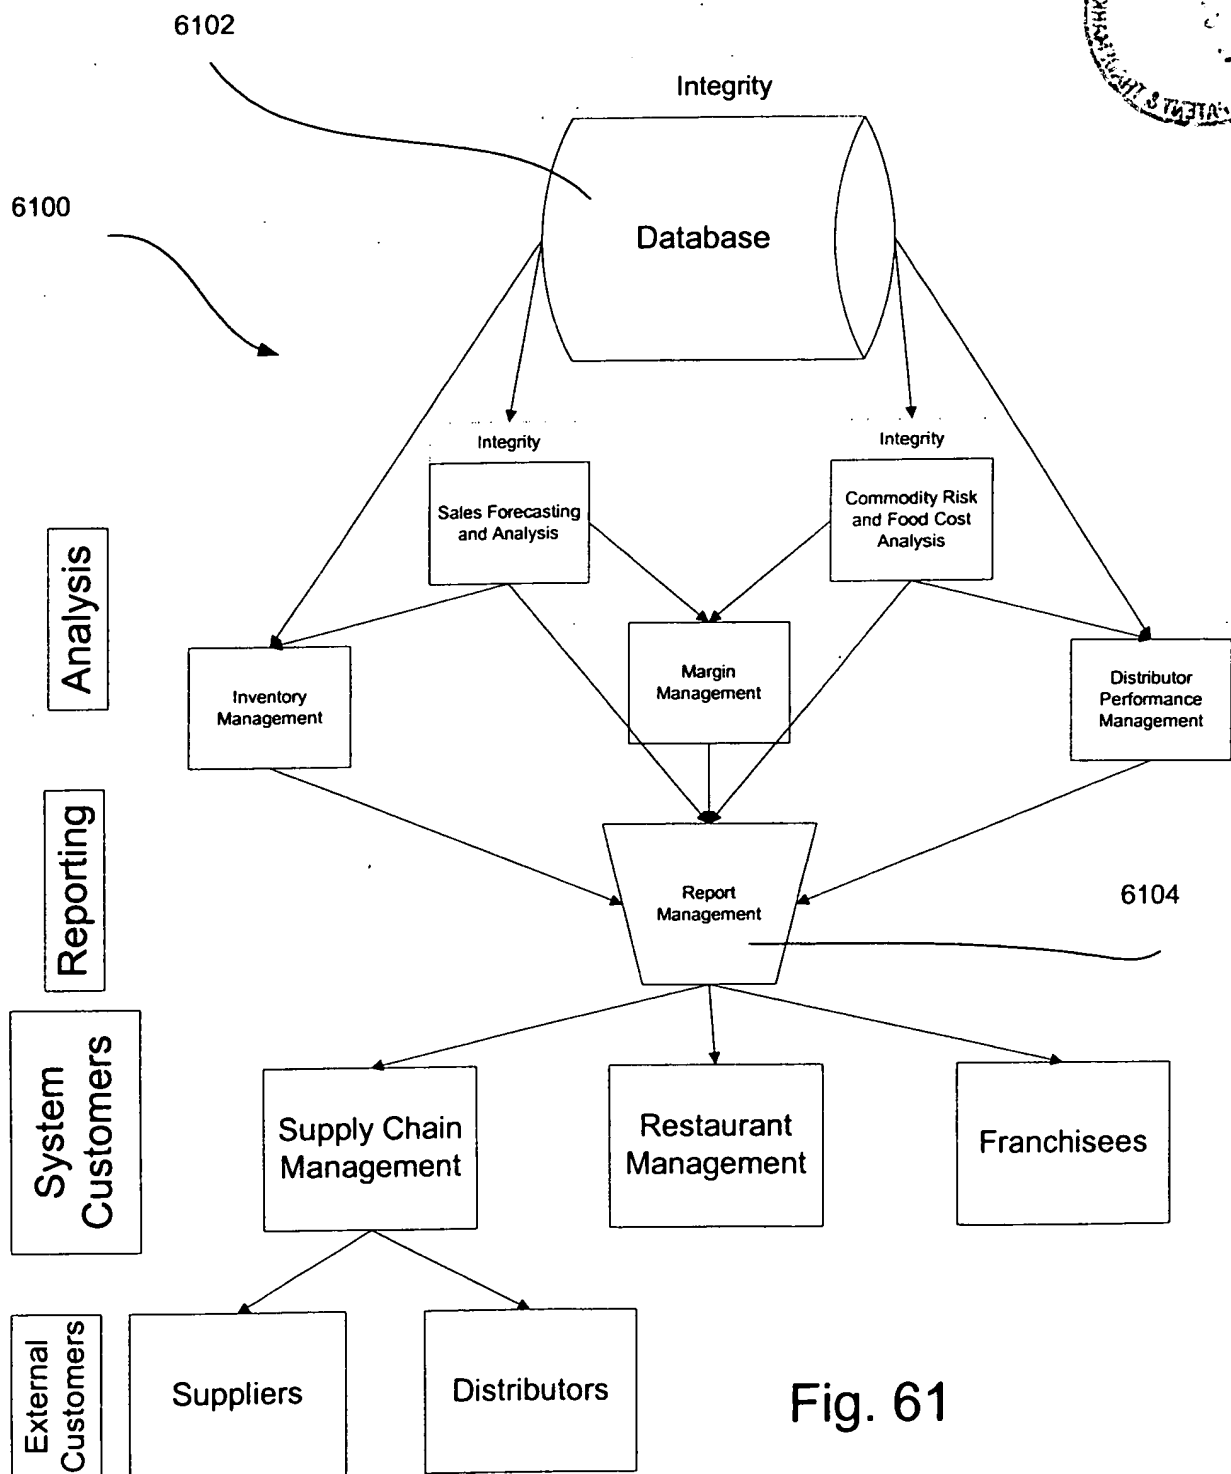 6102
Integrity
6100
Database
Integrity
Integrity
Sales Forecasting
and Analysis
Commodity Risk
and Food Cost
Analysis
Analysis
Inventory
Management
Margin
Management
Distributor
Performance
Management
Reporting
Report
Management
6104
System
Customers
Supply Chain
Management
Restaurant
Management
Franchisees
External
Customers
Suppliers
Distributors
Fig. 61